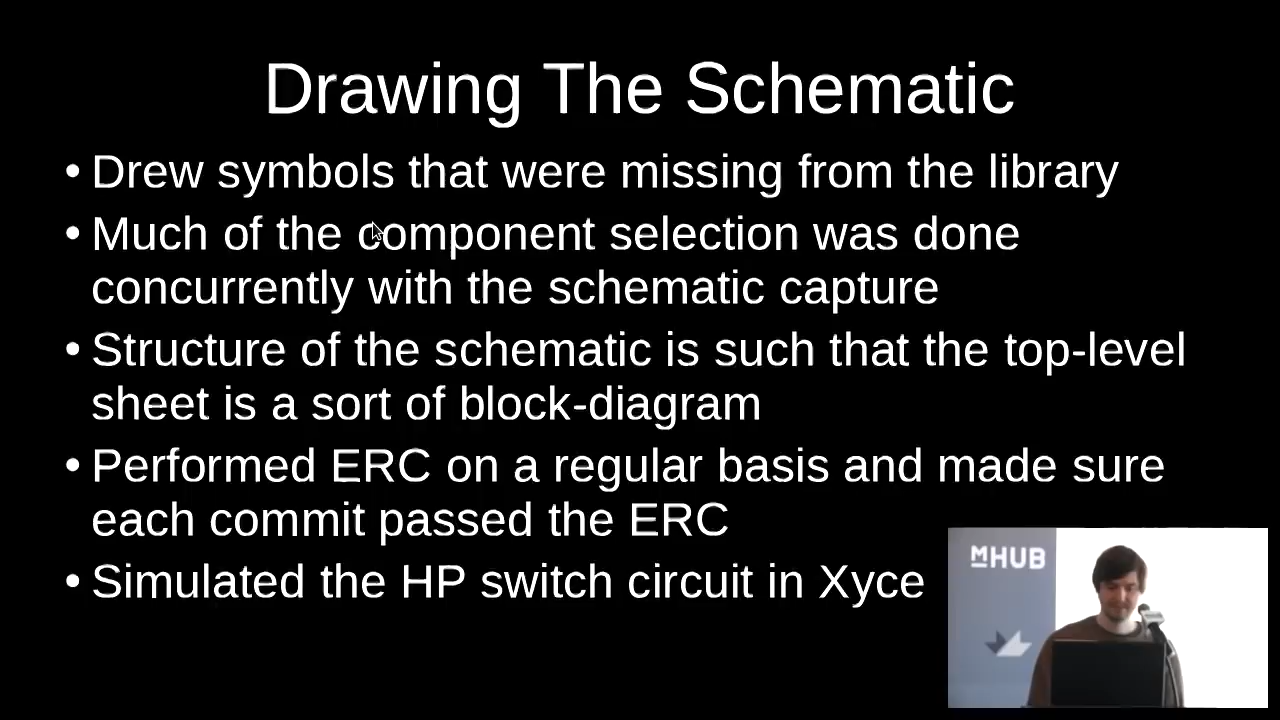 Drawing The Schematic
• Drew symbols that were missing from the library
• Much of the component selection was done
concurrently with the schematic capture
• Structure of the schematic is such that the top-level
sheet is a sort of block-diagram
• Performed ERC on a regular basis and made sure
each commit passed the ERC
• Simulated the HP switch circuit in Xyce
MHUB